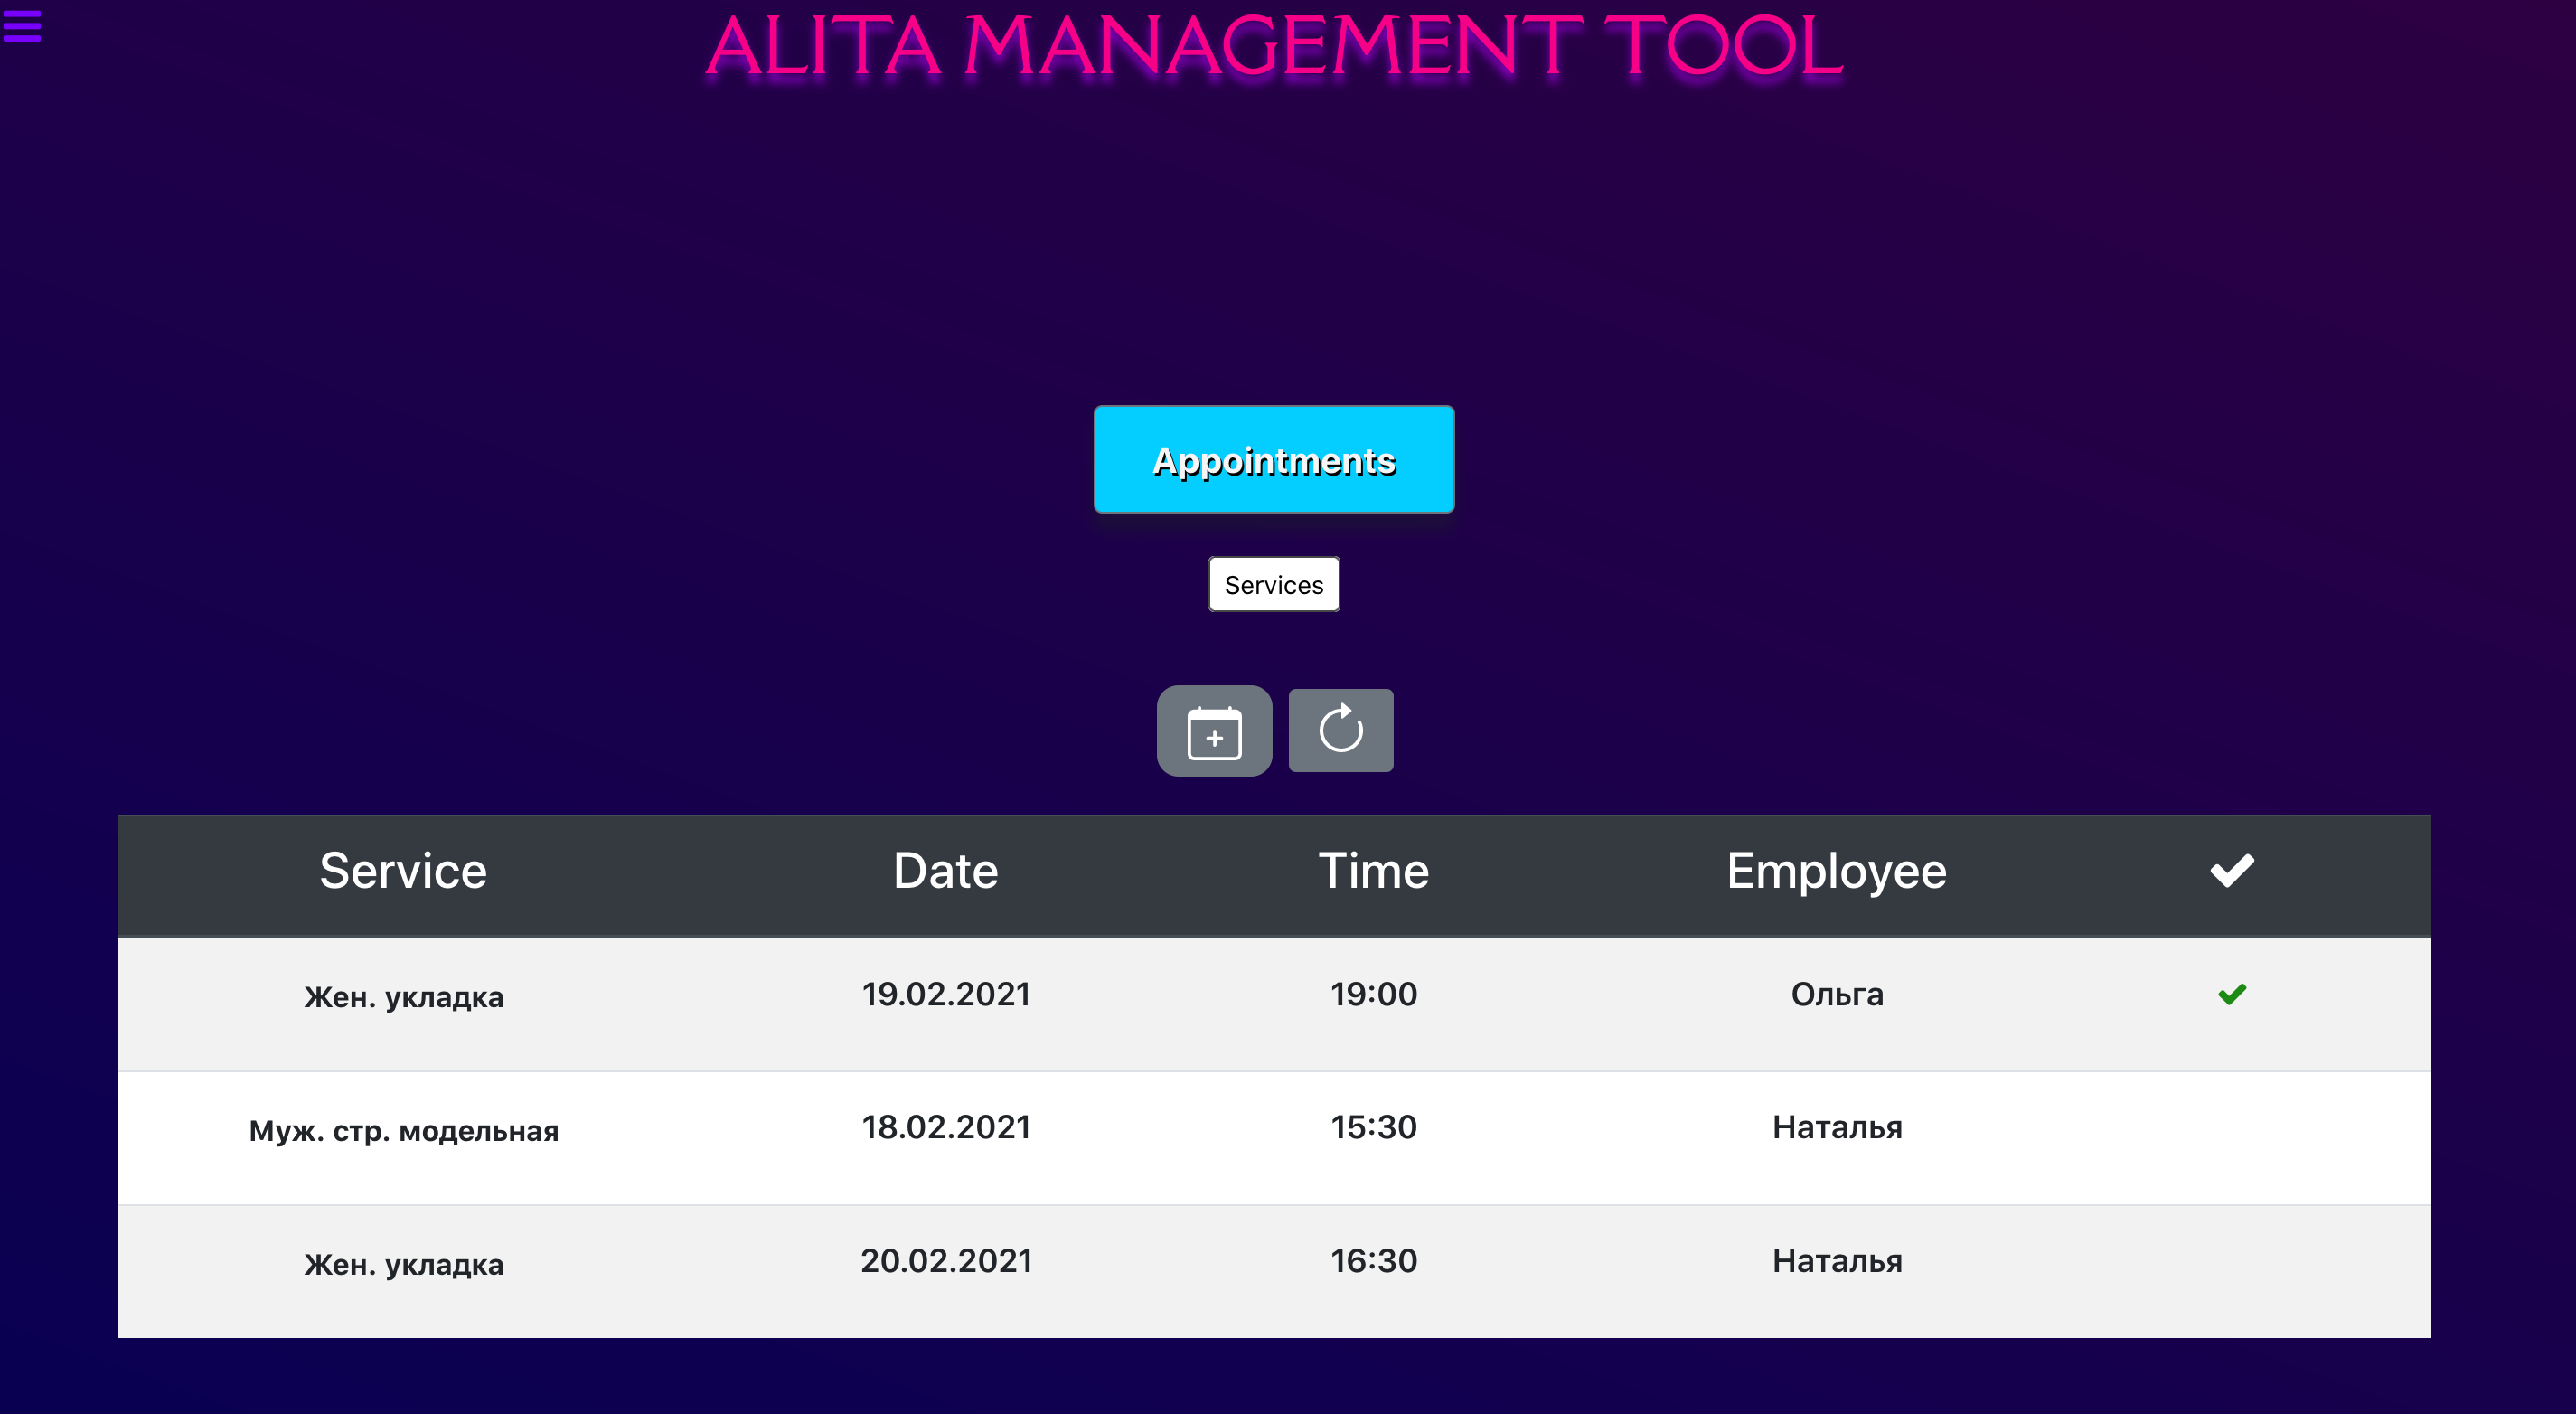 ALITA MANAGEMENT TOOL
Appointments
Services
Service Date Time Employee
Жен. укладка 19.02.2021 19:00 Ольга
Муж. стр. модельная 18.02.2021 15:30 Наталья
Жен. укладка 20.02.2021 16:30 Наталья